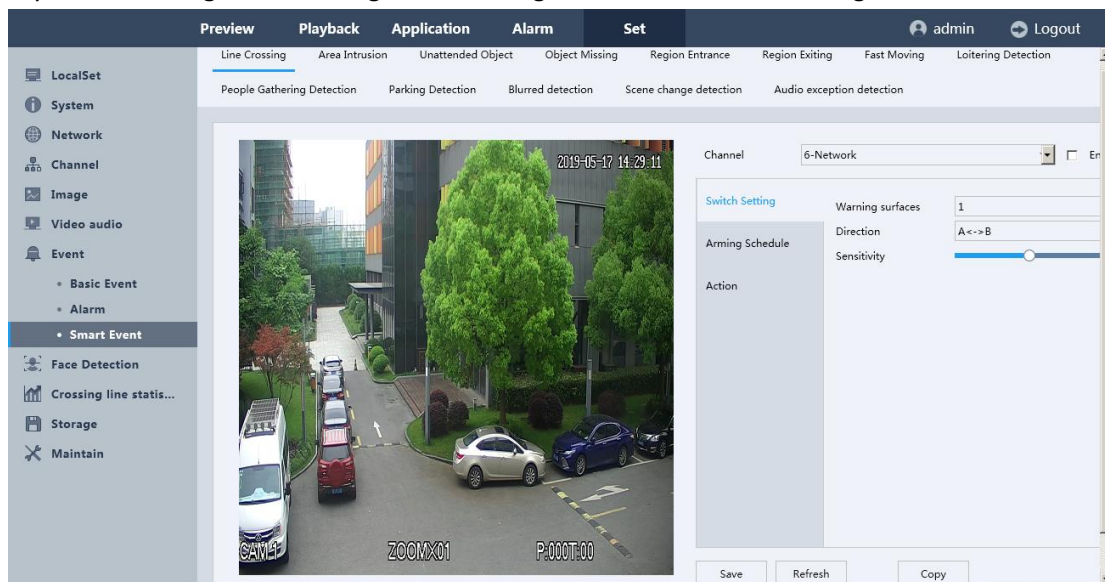 Preview Playback Application Alarm Set admin Logout
Line Crossing Area Intrusion Unattended Object Object Missing Region Entrance Region Exiting Fast Moving Loitering Detection
People Gathering Detection Parking Detection Blurred detection Scene change detection Audio exception detection
LocalSet
System
Network
Channel
Image
Video audio
Event
Basic Event
Alarm
Smart Event
Face Detection
Crossing line statis...
Storage
Maintain
2019-05-17 14:29:11
CAM 1 ZOOMX01 P:000T:00
Channel 6-Network En
Switch Setting
Arming Schedule
Action
Warning surfaces 1
Direction A<->B
Sensitivity
Save Refresh Copy